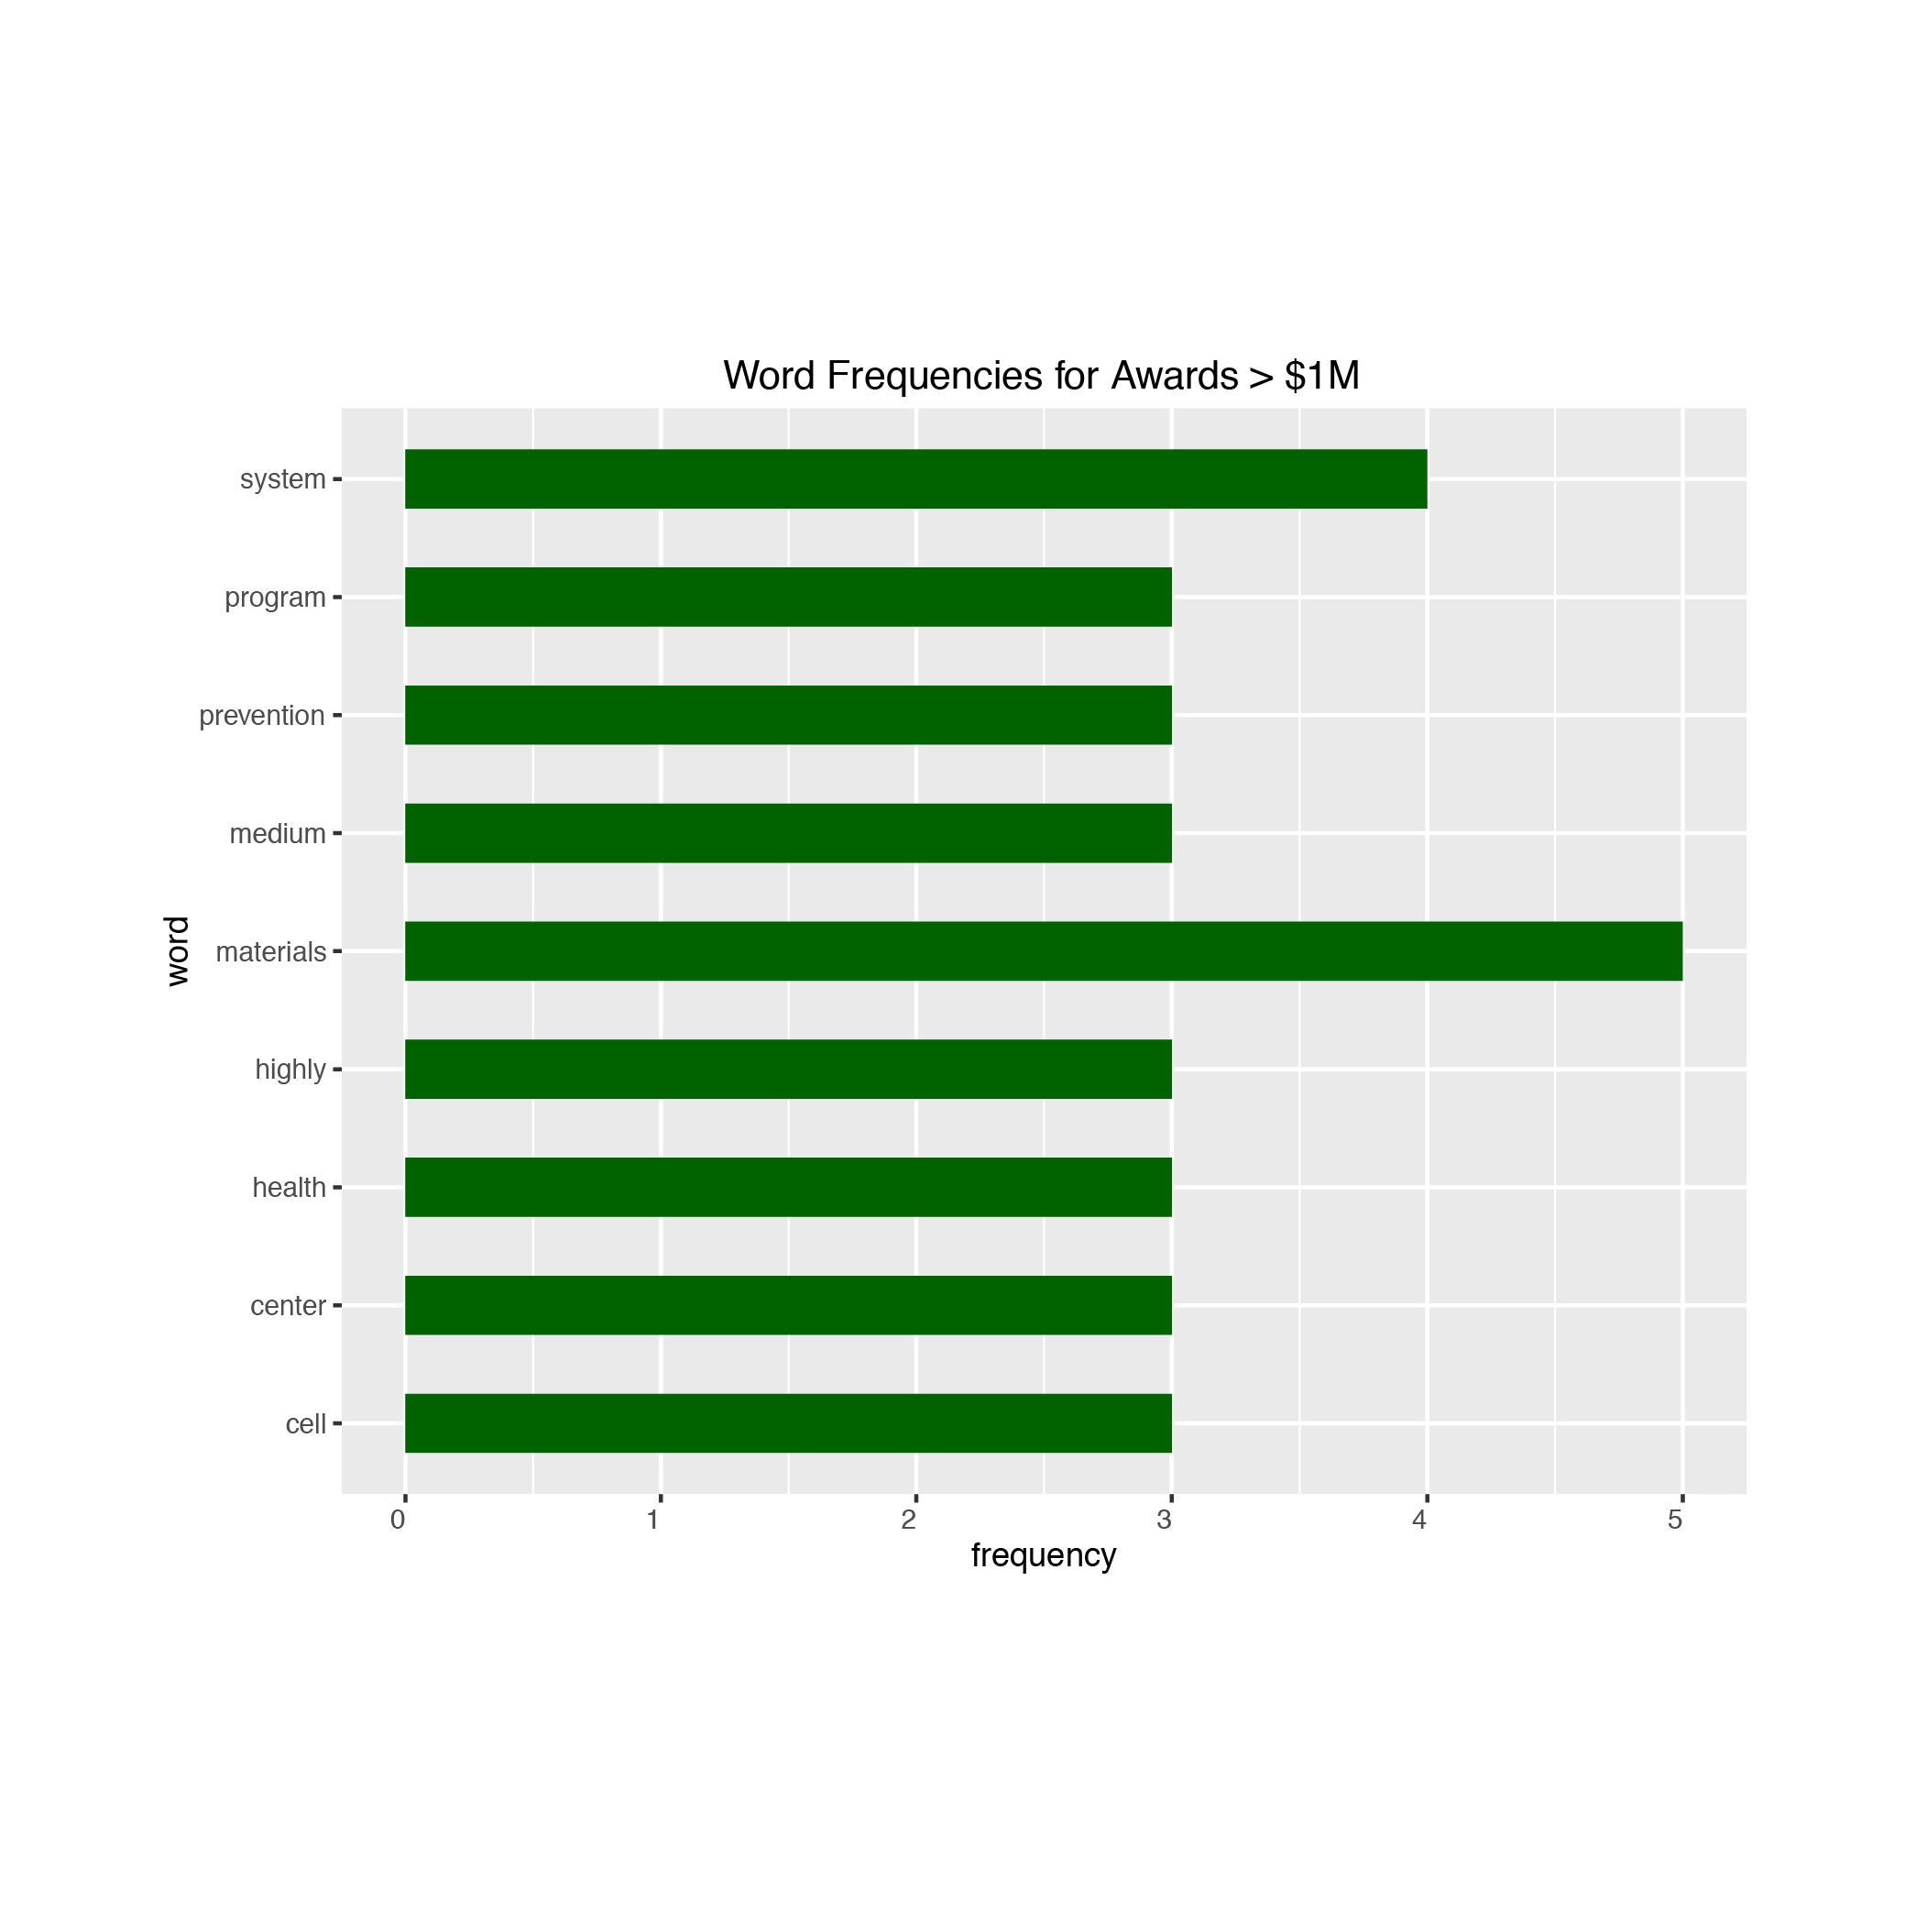 Word Frequencies for Awards > $1M
system
program
prevention
medium
materials
highly
health
center
cell
word
0 1 2 3 4 5
frequency